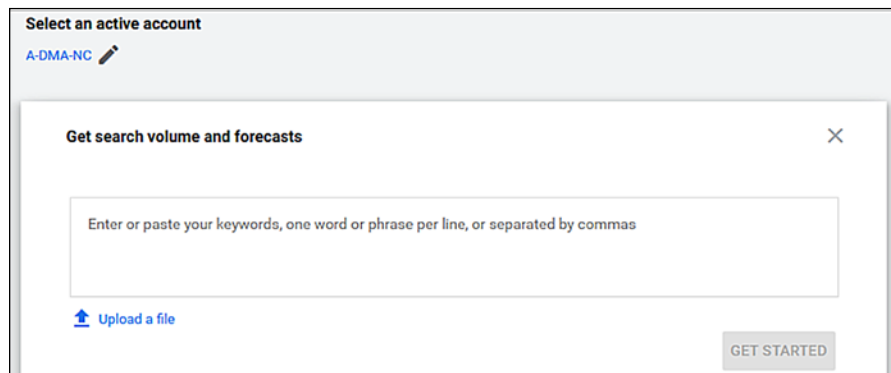 Select an active account
A-DMA-NC
Get search volume and forecasts
Enter or paste your keywords, one word or phrase per line, or separated by commas
Upload a file
GET STARTED